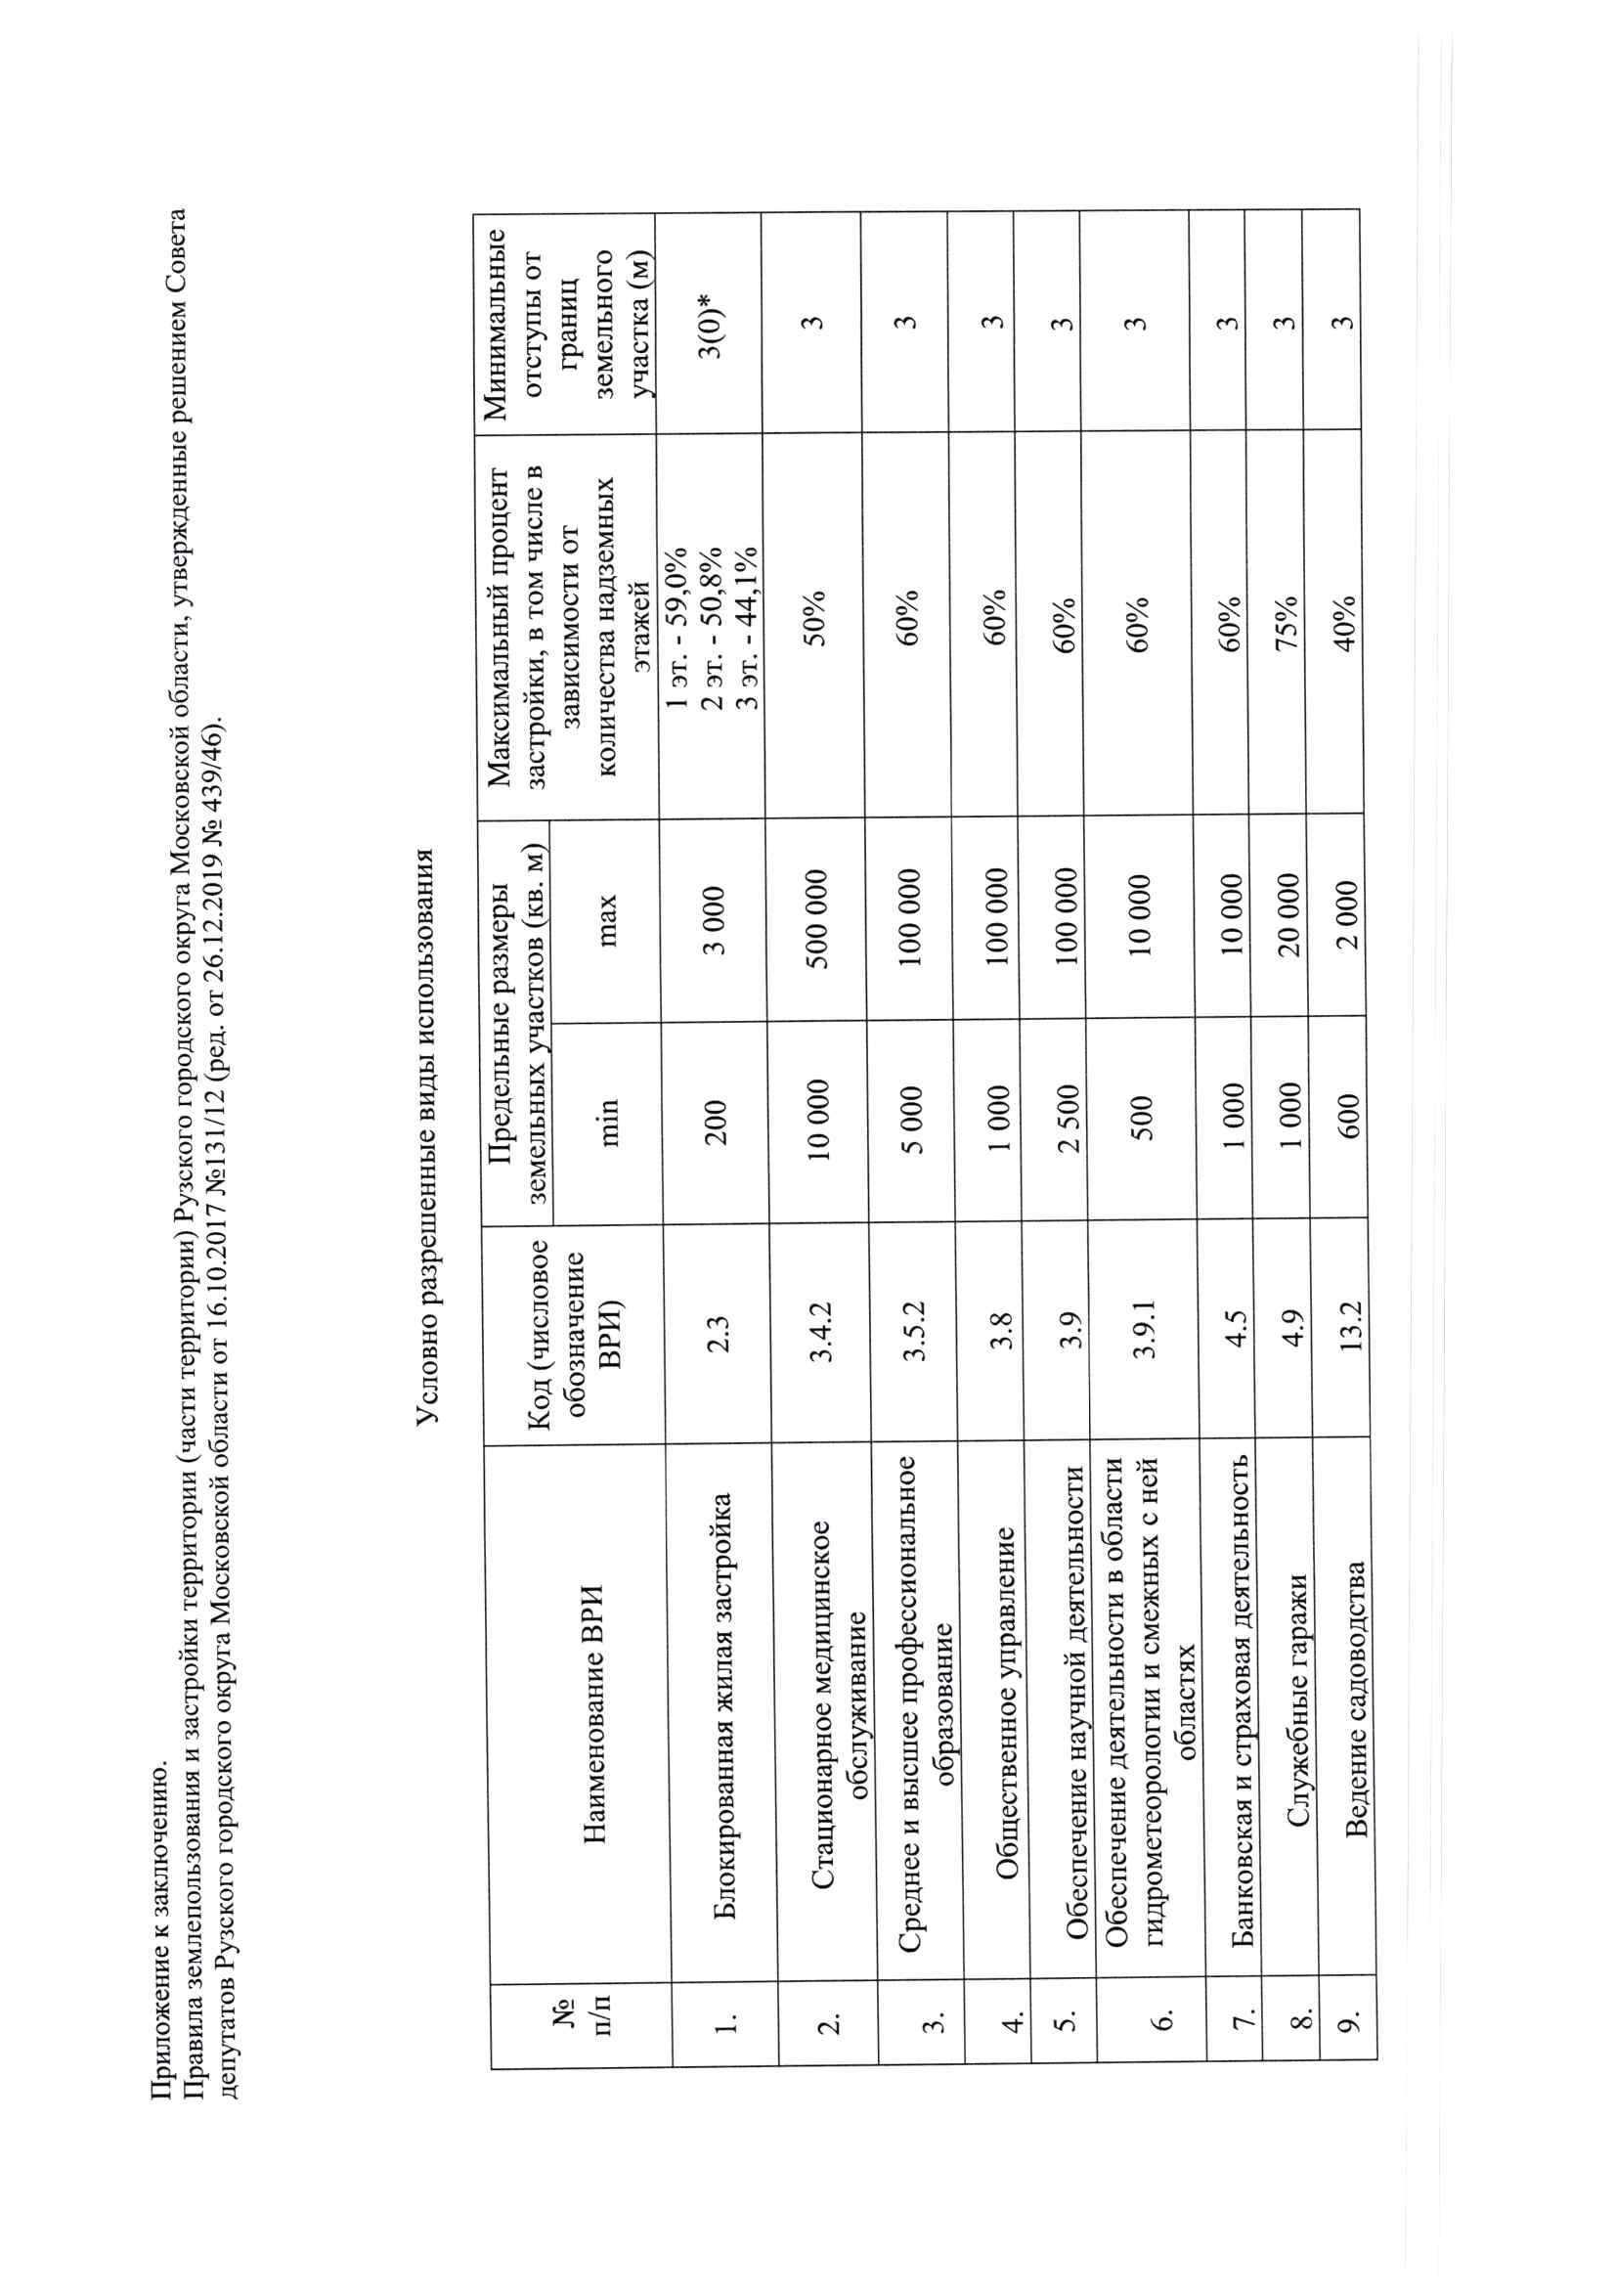 Приложение к заключению.
Правила землепользования и застройки территории (части территории) Рузского городского округа Московской области, утвержденные решением Совета
депутатов Рузского городского округа Московской области от 16.10.2017 №131/12 (ред. от 26.12.2019 № 439/46).
Условно разрешенные виды использования
№
п/п
Наименование ВРИ
Код (числовое
обозначение
ВРИ)
Предельные размеры
земельных участков (кв. м)
min
max
Максимальный процент
застройки, в том числе в
зависимости от
количества надземных
этажей
Минимальные
отступы от
границ
земельного
участка (м)
1.
Блокированная жилая застройка
2.3
200
3 000
1 эт. - 59,0%
2 эт. - 50,8%
3 эт. - 44,1%
3(0)*
2.
Стационарное медицинское
обслуживание
3.4.2
10 000
500 000
50%
3
3.
Среднее и высшее профессиональное
образование
3.5.2
5 000
100 000
60%
3
4.
Общественное управление
3.8
1 000
100 000
60%
3
5.
Обеспечение научной деятельности
3.9
2 500
100 000
60%
3
6.
Обеспечение деятельности в области
гидрометеорологии и смежных с ней
областях
3.9.1
500
10 000
60%
3
7.
Банковская и страховая деятельность
4.5
1 000
10 000
60%
3
8.
Служебные гаражи
4.9
1 000
20 000
75%
3
9.
Ведение садоводства
13.2
600
2 000
40%
3